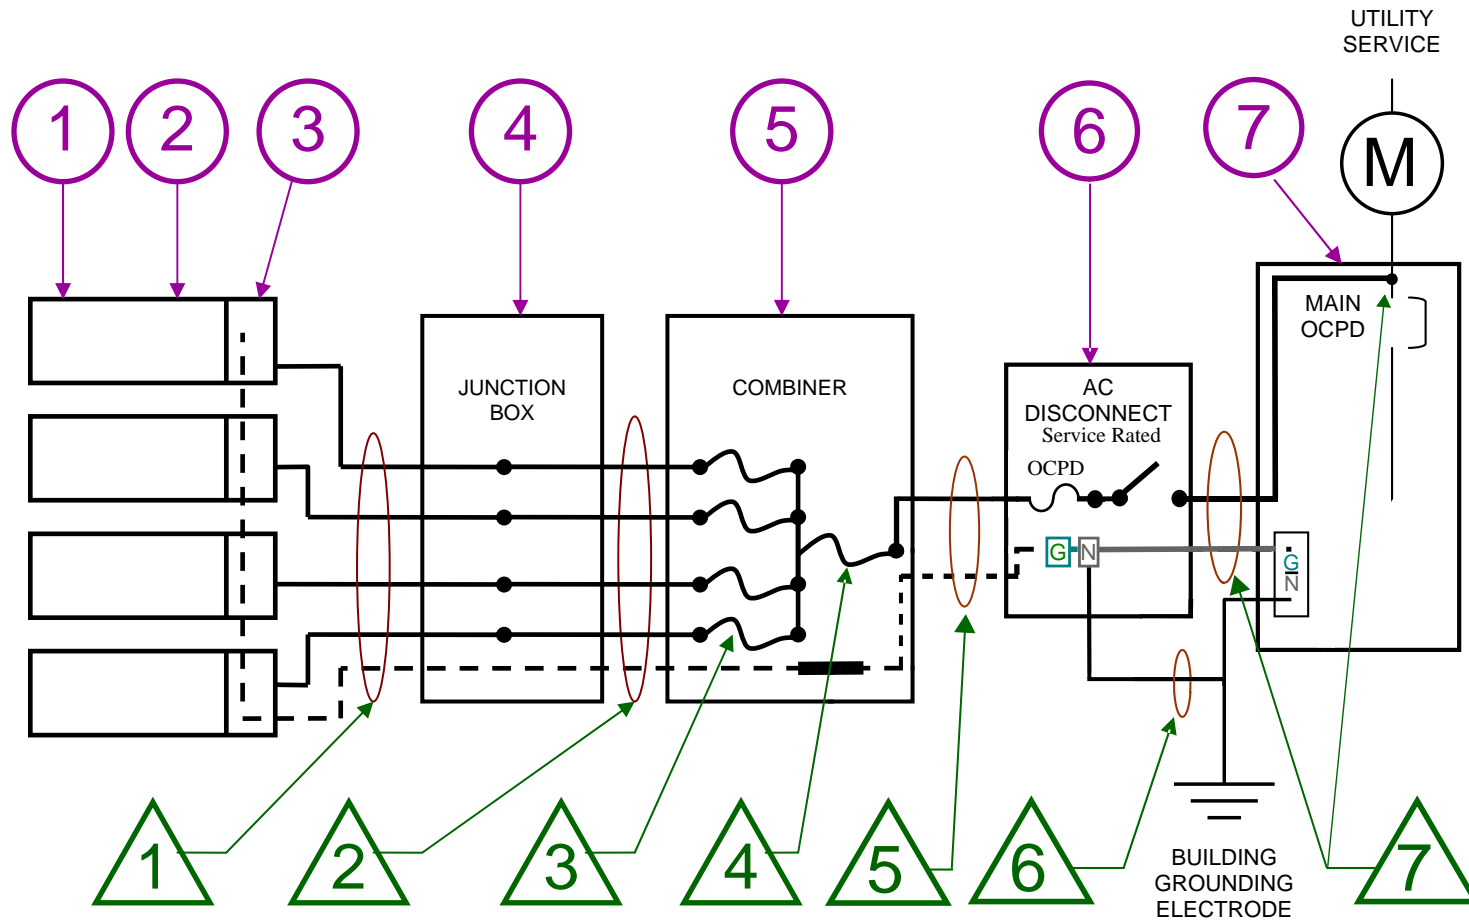 UTILITY
SERVICE
1 2 3 4 5 6 7
M
MAIN
OCPD
JUNCTION
BOX
COMBINER
AC
DISCONNECT
Service Rated
OCPD
G N
G
N
1 2 3 4 5 6 7
BUILDING
GROUNDING
ELECTRODE